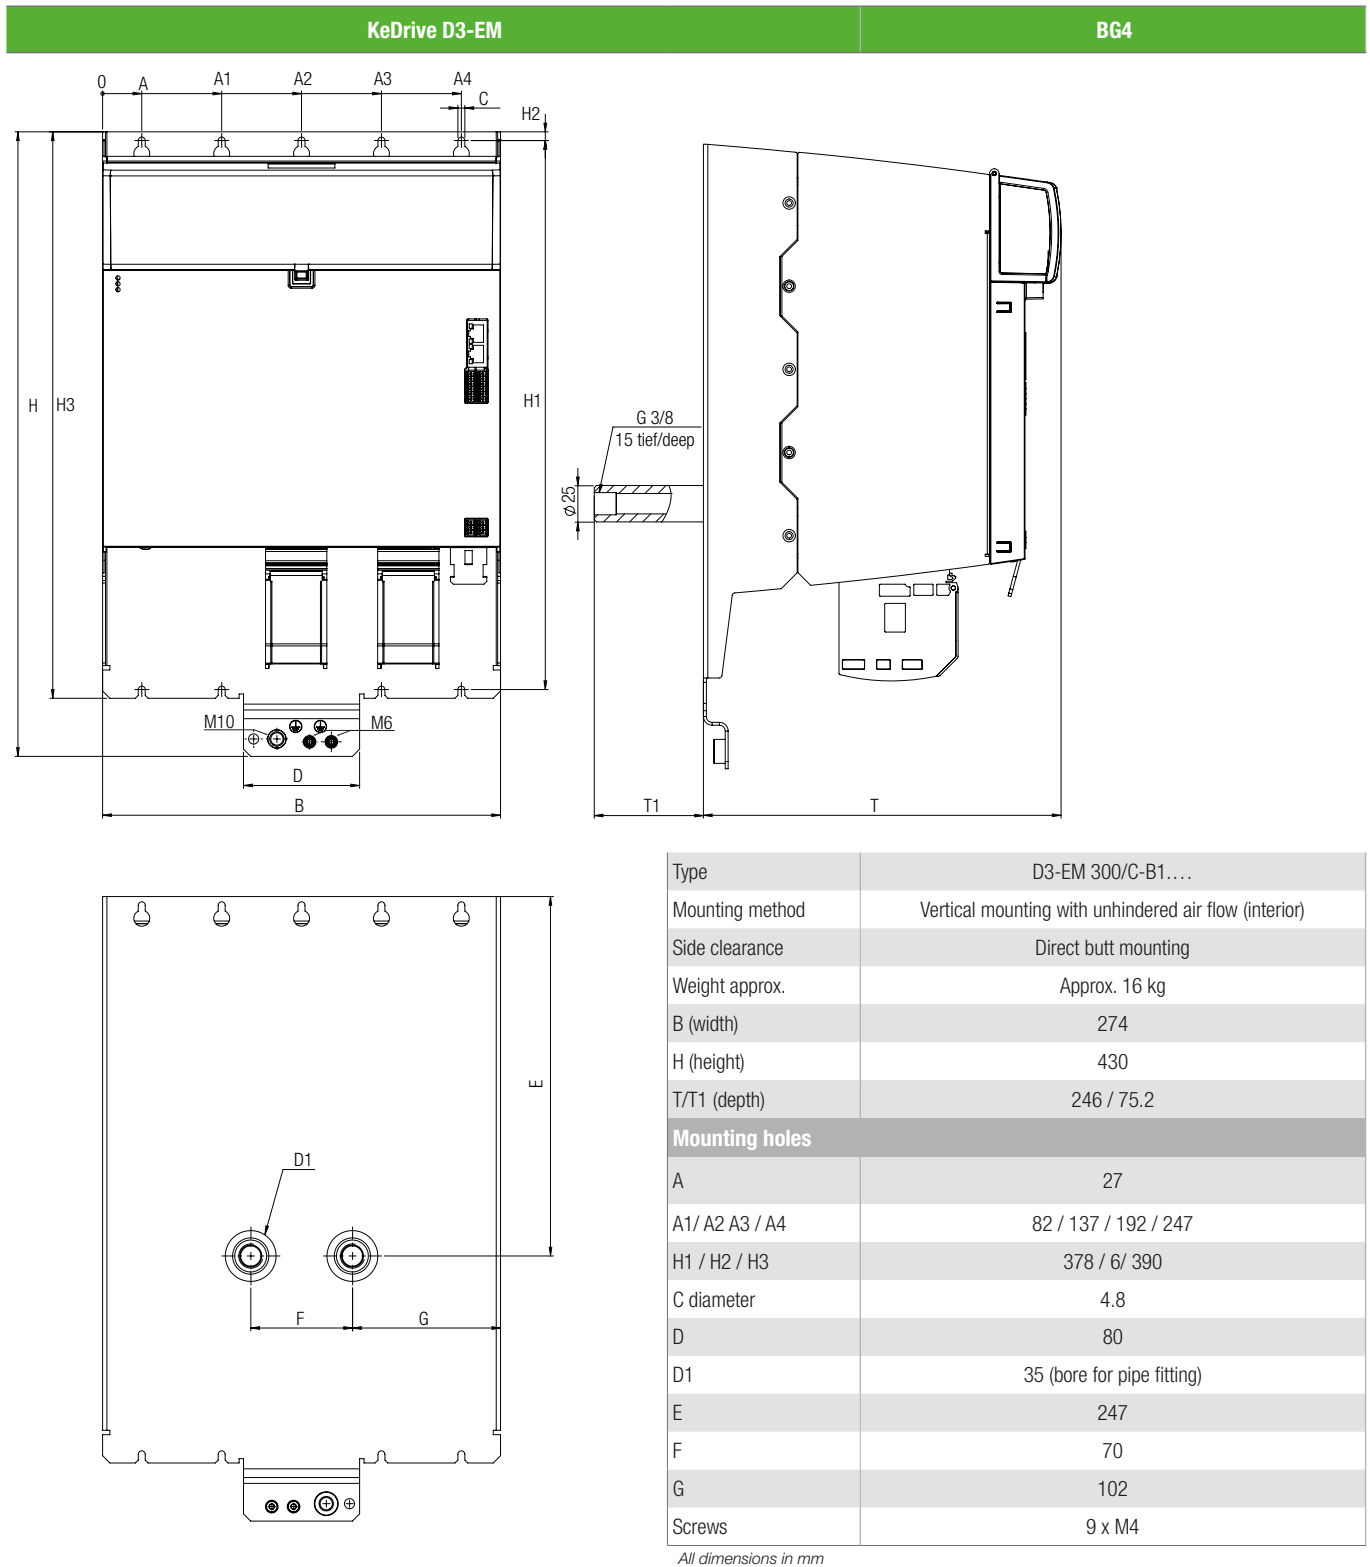 KeDrive D3-EM BG4
0 A A1 A2 A3 A4
C
H2
H H3 H1
G 3/8
15 tief/deep
⌀ 25
M10 M6
D
B T1 T
E
D1
F G
Type D3-EM 300/C-B1....
Mounting method Vertical mounting with unhindered air flow (interior)
Side clearance Direct butt mounting
Weight approx. Approx. 16 kg
B (width) 274
H (height) 430
T/T1 (depth) 246 / 75.2
Mounting holes
A 27
A1/ A2 A3 / A4 82 / 137 / 192 / 247
H1 / H2 / H3 378 / 6/ 390
C diameter 4.8
D 80
D1 35 (bore for pipe fitting)
E 247
F 70
G 102
Screws 9 x M4
All dimensions in mm